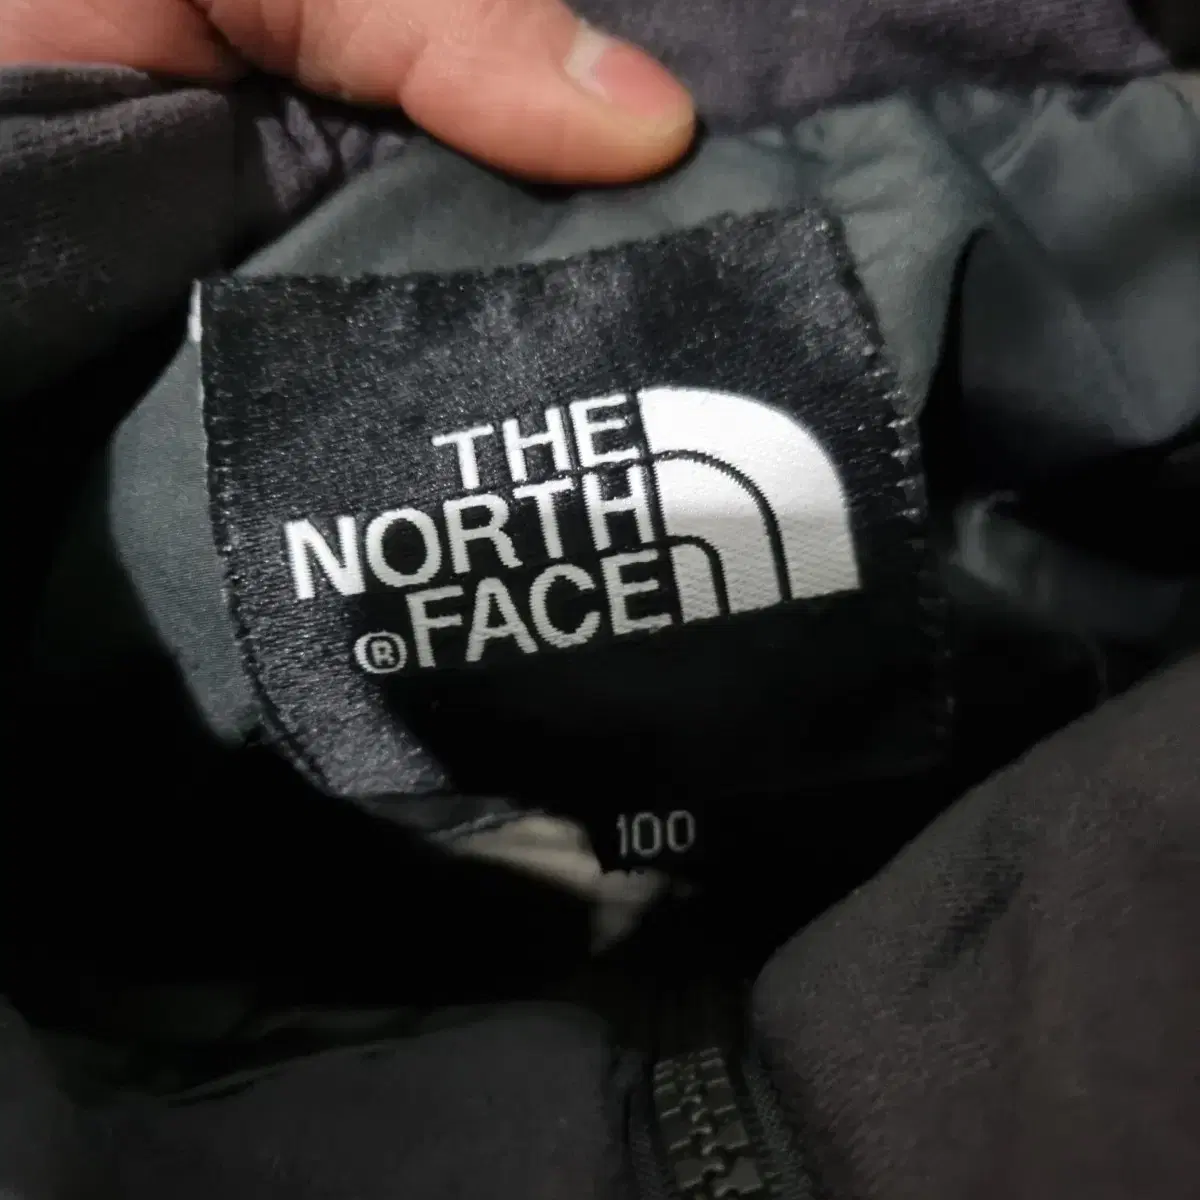 THE
NORTH
® FACE
100